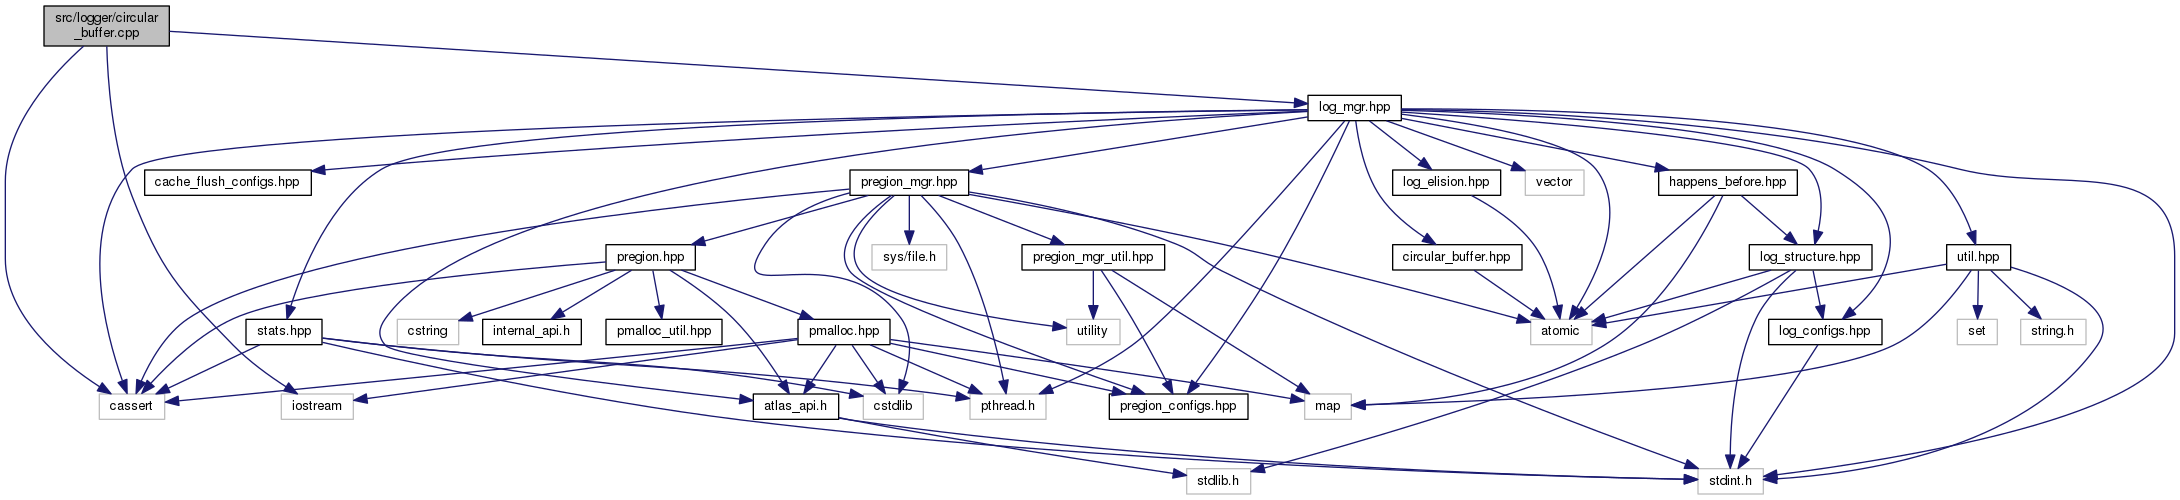 src/logger/circular
_buffer.cpp
log_mgr.hpp
cache_flush_configs.hpp
pregion_mgr.hpp
log_elision.hpp
vector
happens_before.hpp
pregion.hpp
sys/file.h
pregion_mgr_util.hpp
circular_buffer.hpp
log_structure.hpp
util.hpp
stats.hpp
cstring
internal_api.h
pmalloc_util.hpp
pmalloc.hpp
utility
atomic
log_configs.hpp
set
string.h
cassert
iostream
atlas_api.h
cstdlib
pthread.h
pregion_configs.hpp
map
stdlib.h
stdint.h